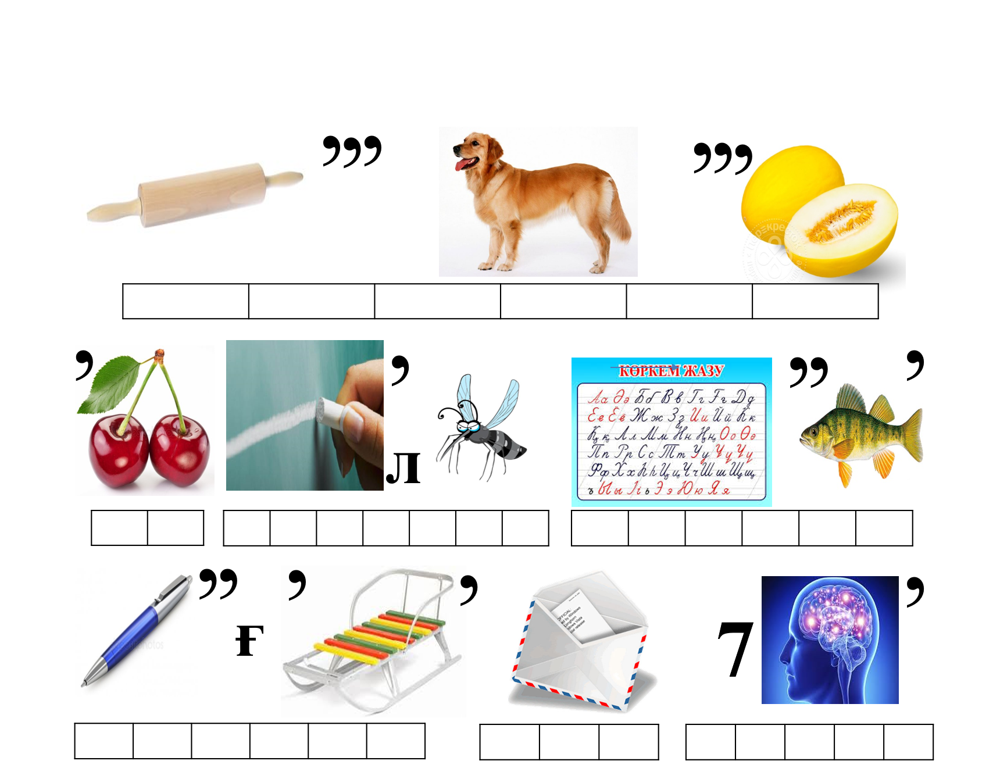 ’’’ ’’’
’ ’ КӨРКЕМ ЖАЗУ ’’ ’
Аа Әә Бб Вв Гг Ғғ Дд
Ее Ёё Жж Зз Ии Йй Кк
Ққ Лл Мм Нн Ңң Оо Өө
Пп Рр Сс Тт Уу Ұұ Үү
Фф Хх Һһ Цц Чч Шш Щщ
ъ Ыы Іі ь Ээ Юю Яя
л
’’ ғ ’ ’ 7 ’